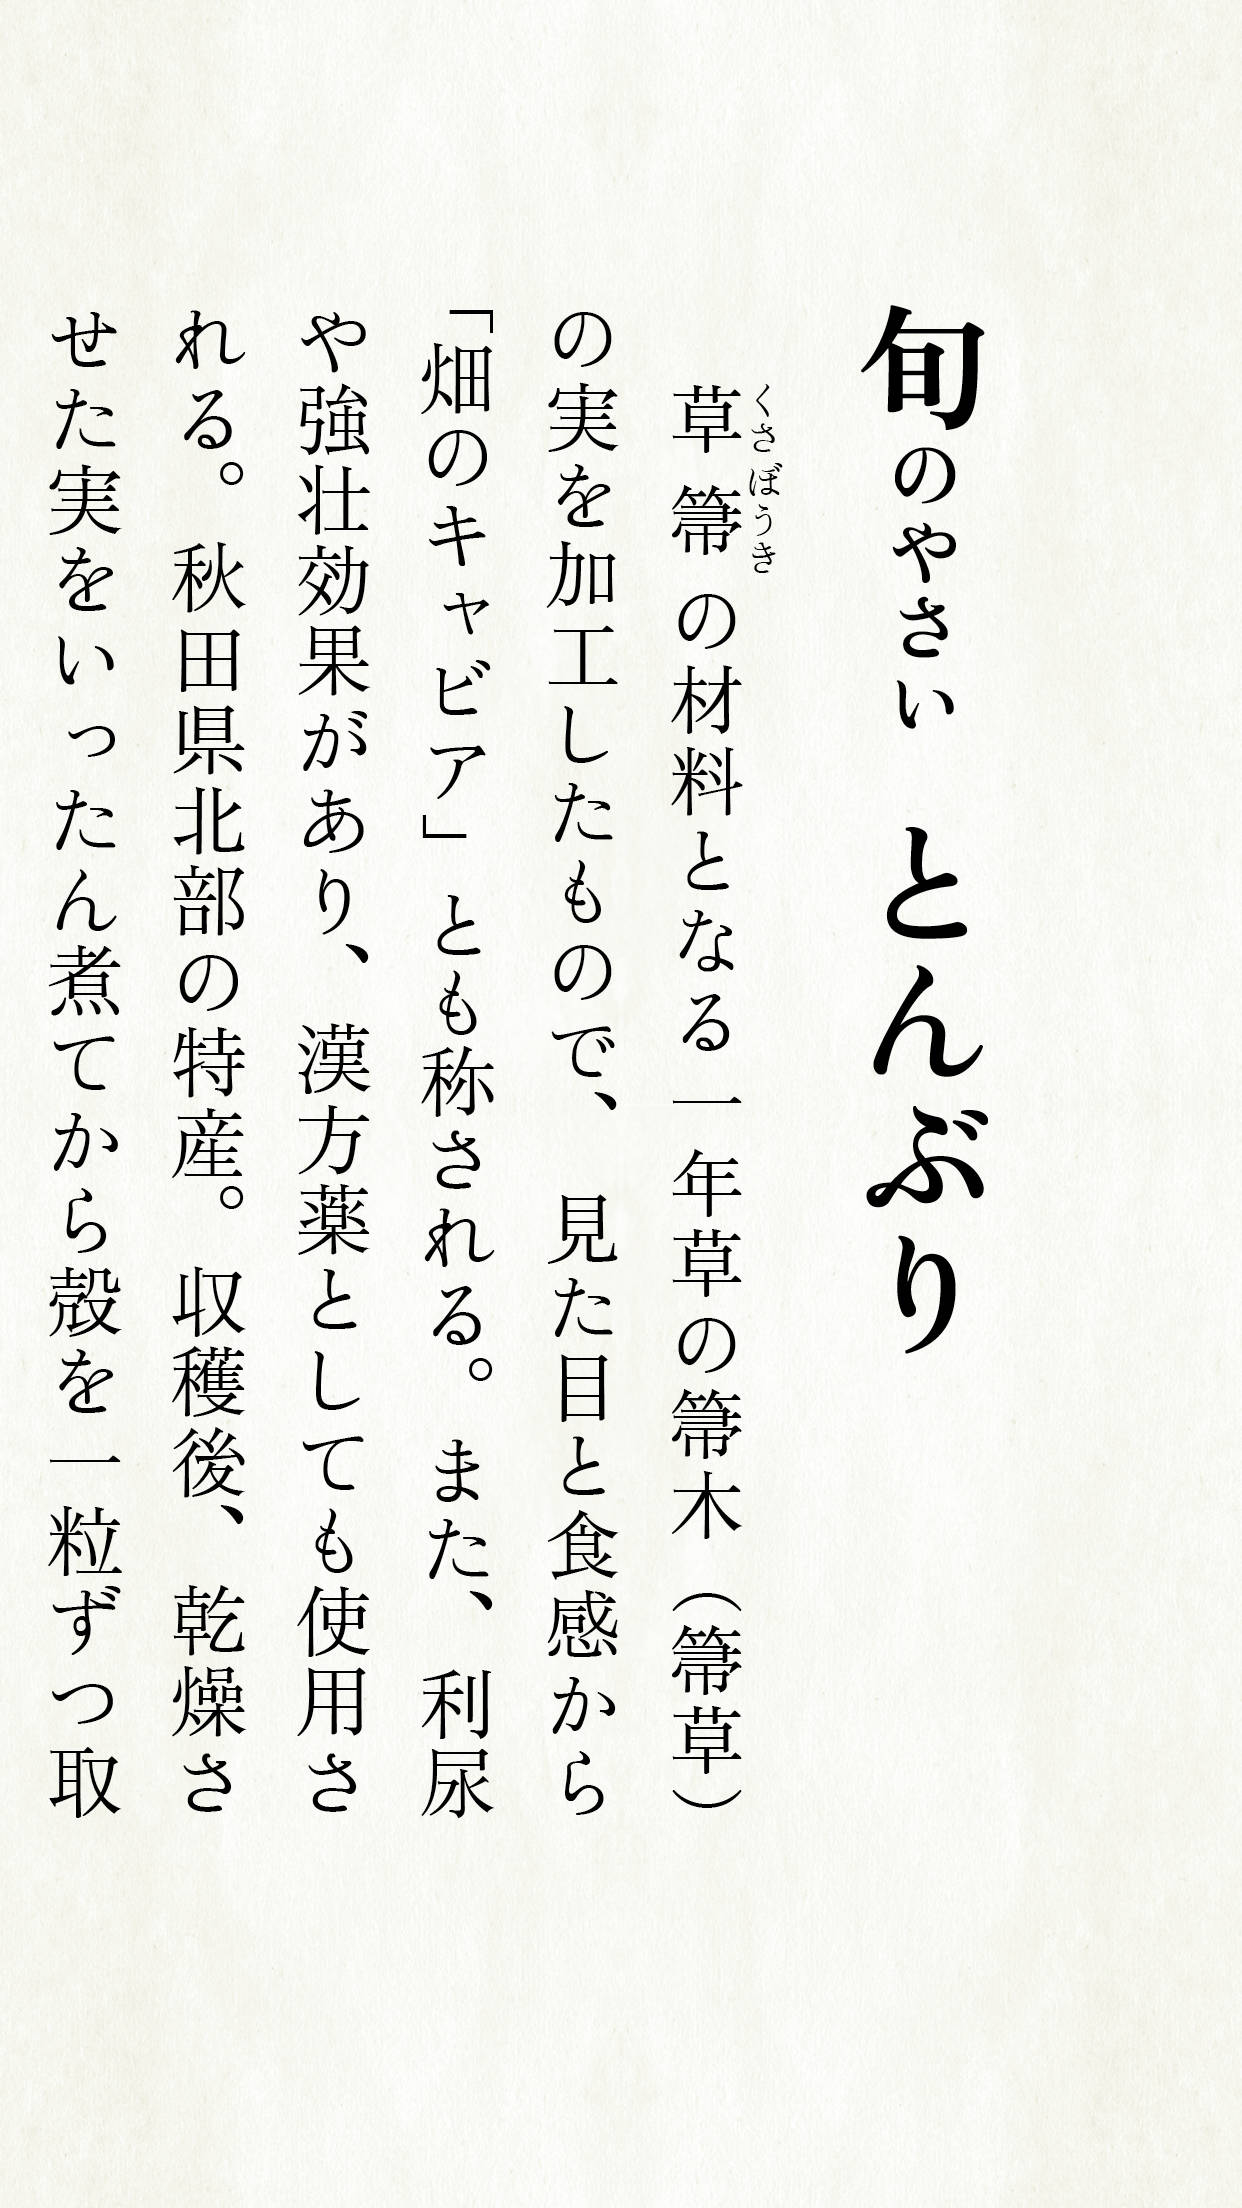 旬のやさい　とんぶり
草箒の材料となる一年草の箒木（箒草）
くさぼうき
の実を加工したもので、見た目と食感から
「畑のキャビア」とも称される。また、利尿
や強壮効果があり、漢方薬としても使用さ
れる。秋田県北部の特産。収穫後、乾燥さ
せた実をいったん煮てから殻を一粒ずつ取